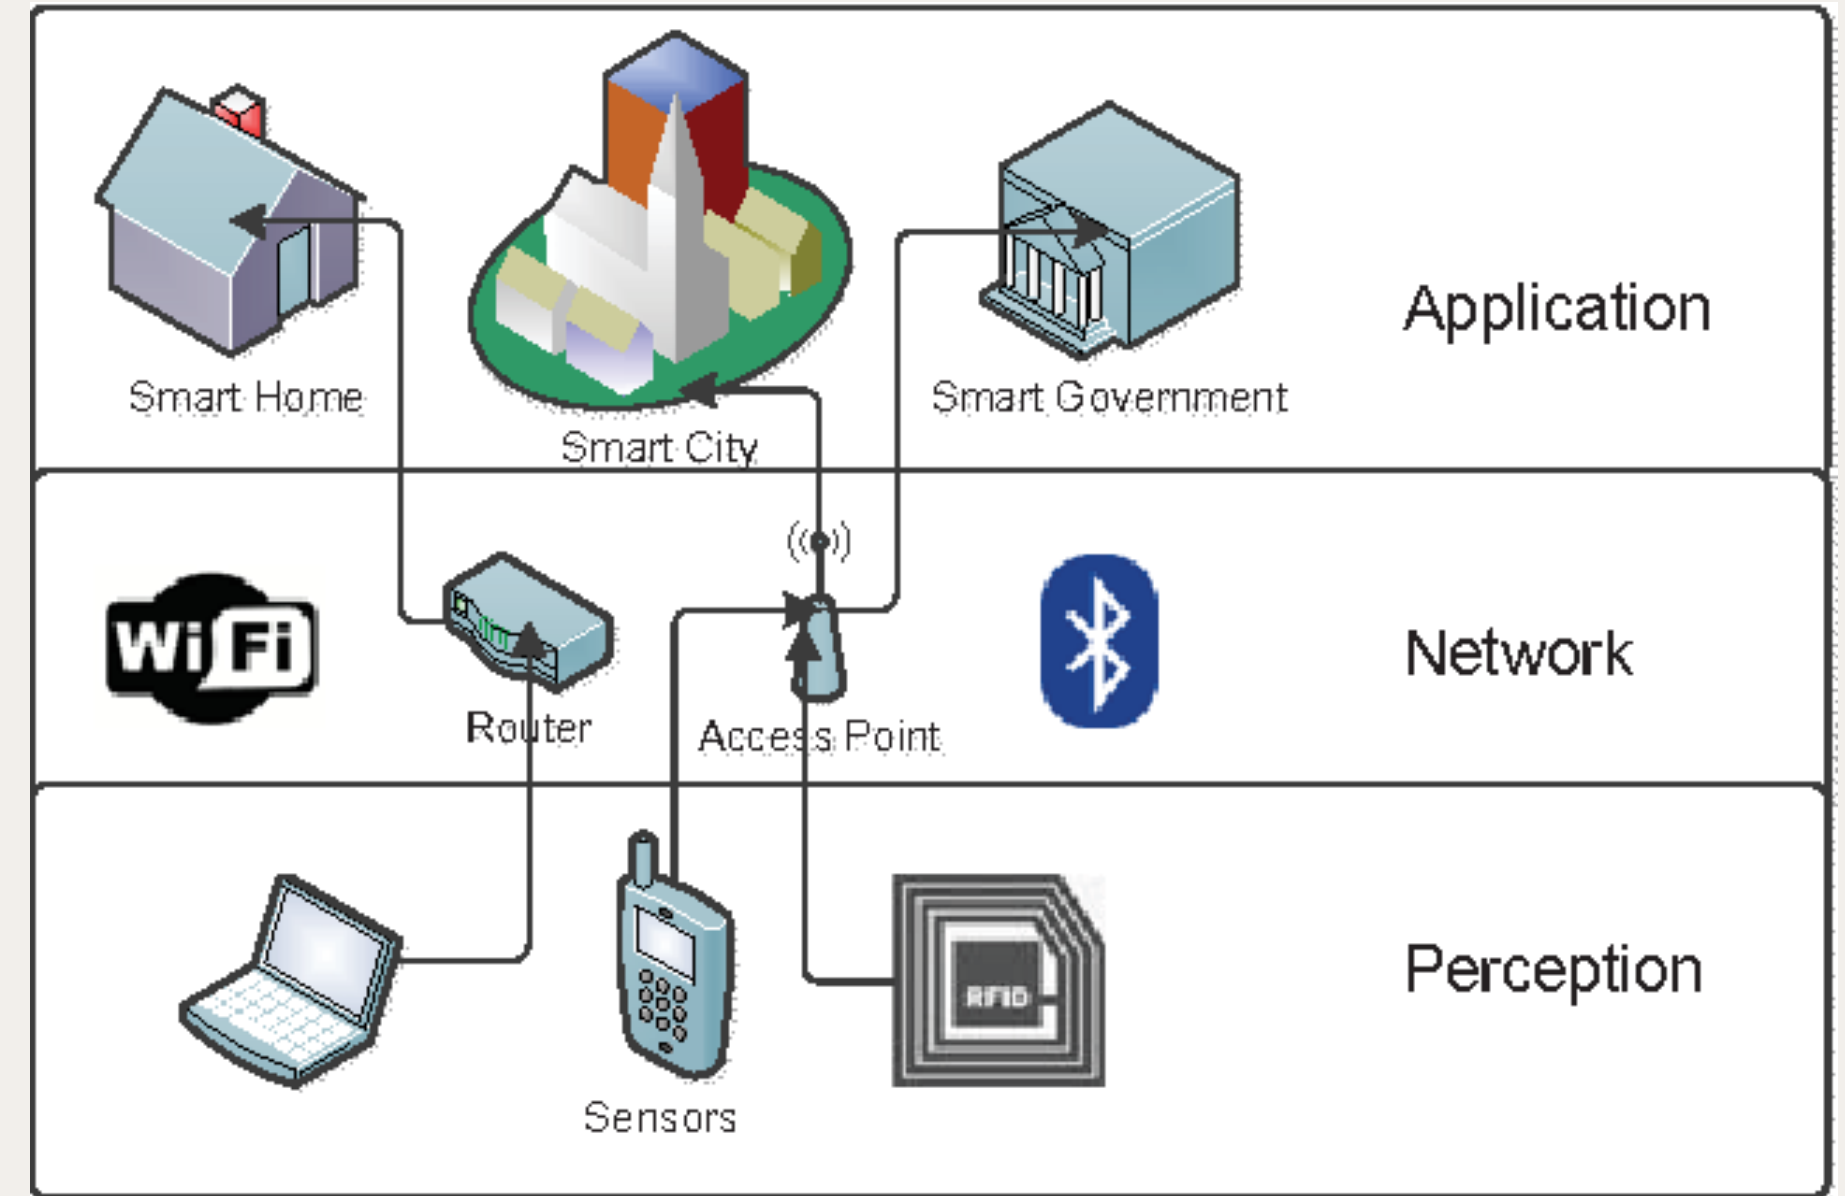 Smart Home
Smart City
Smart Government
Application
WiFi
Router
Access Point
Network
RFID
Sensors
Perception